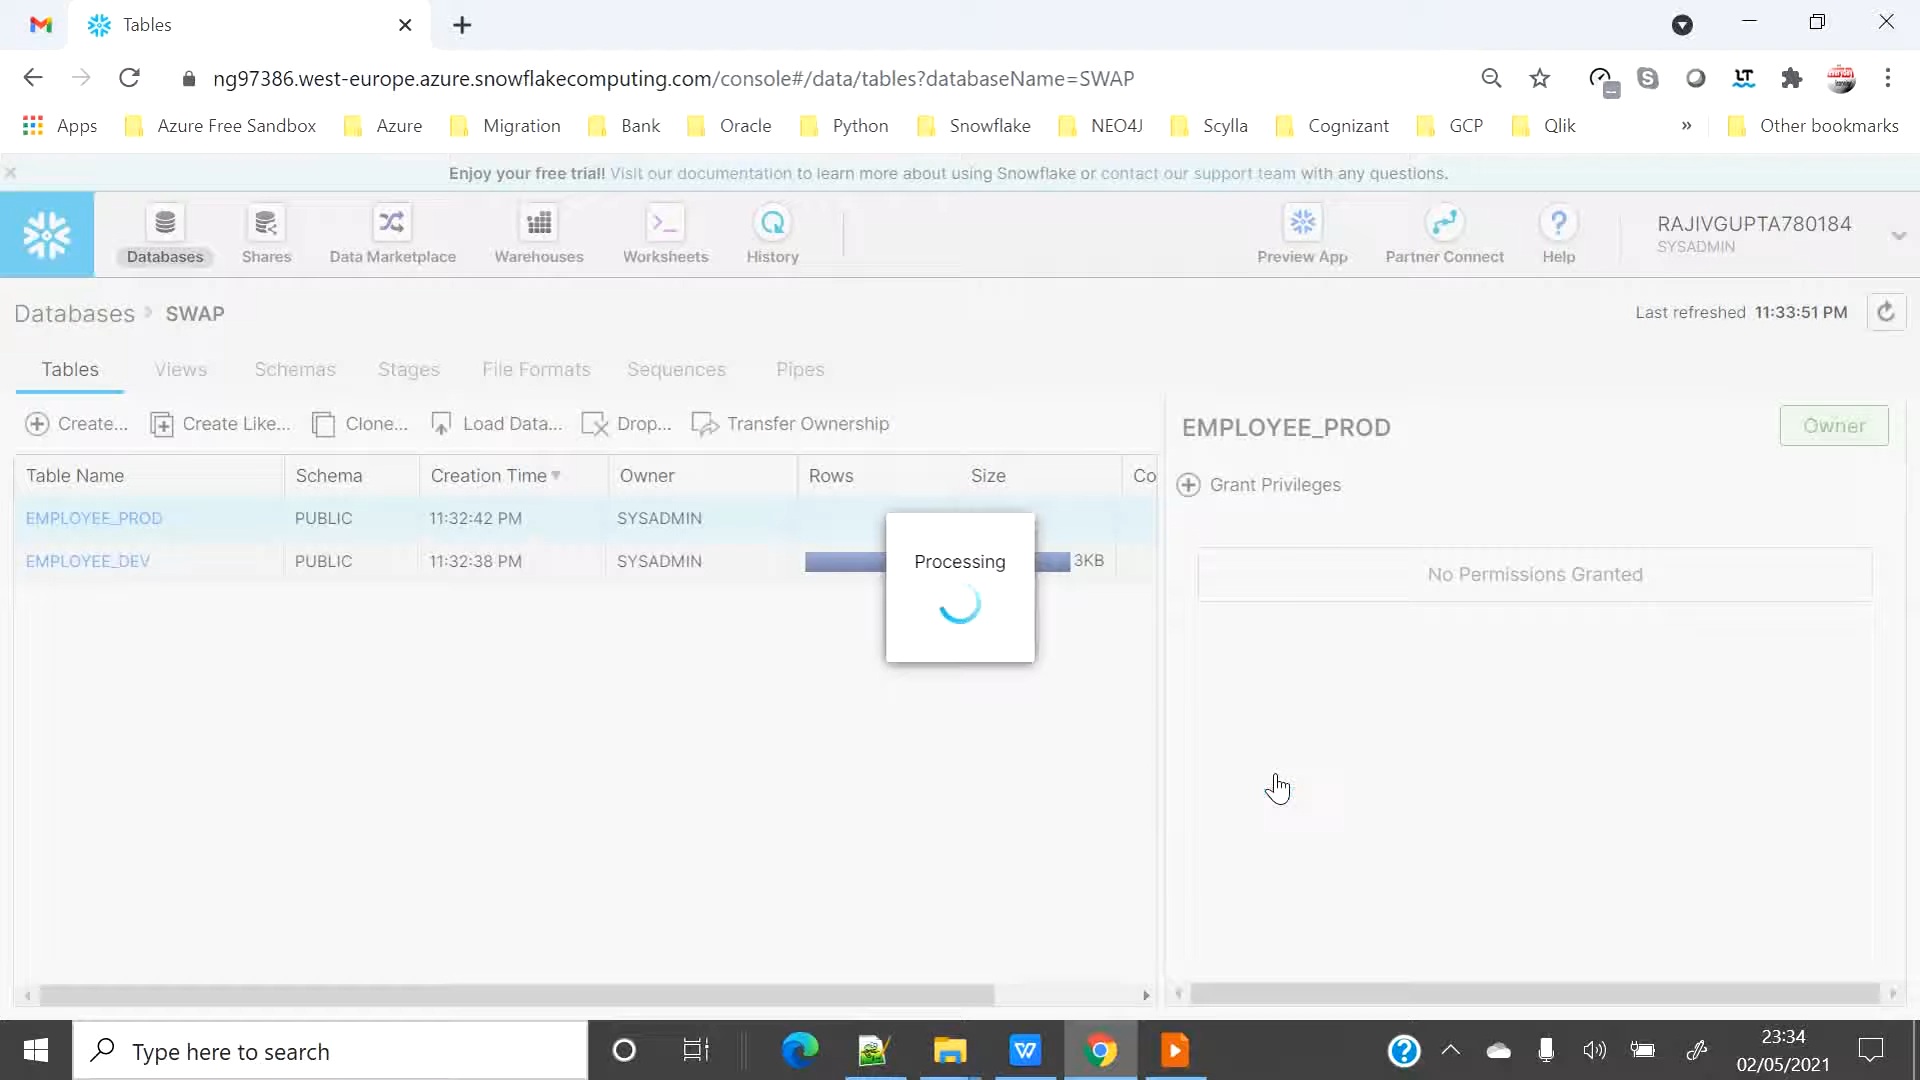 Tables
ng97386.west-europe.azure.snowflakecomputing.com/console#/data/tables?databaseName=SWAP
Apps Azure Free Sandbox Azure Migration Bank Oracle Python Snowflake NEO4J Scylla Cognizant GCP Qlik » Other bookmarks
Enjoy your free trial! Visit our documentation to learn more about using Snowflake or contact our support team with any questions.
Databases Shares Data Marketplace Warehouses Worksheets History Preview App Partner Connect Help
RAJIVGUPTA780184
SYSADMIN
Databases SWAP
Last refreshed 11:33:51 PM
Tables Views Schemas Stages File Formats Sequences Pipes
Create... Create Like... Clone... Load Data... Drop... Transfer Ownership
Table Name Schema Creation Time Owner Rows Size Co
EMPLOYEE_PROD PUBLIC 11:32:42 PM SYSADMIN
EMPLOYEE_DEV PUBLIC 11:32:38 PM SYSADMIN 3KB
Processing
EMPLOYEE_PROD
Owner
Grant Privileges
No Permissions Granted
Type here to search
23:34
02/05/2021